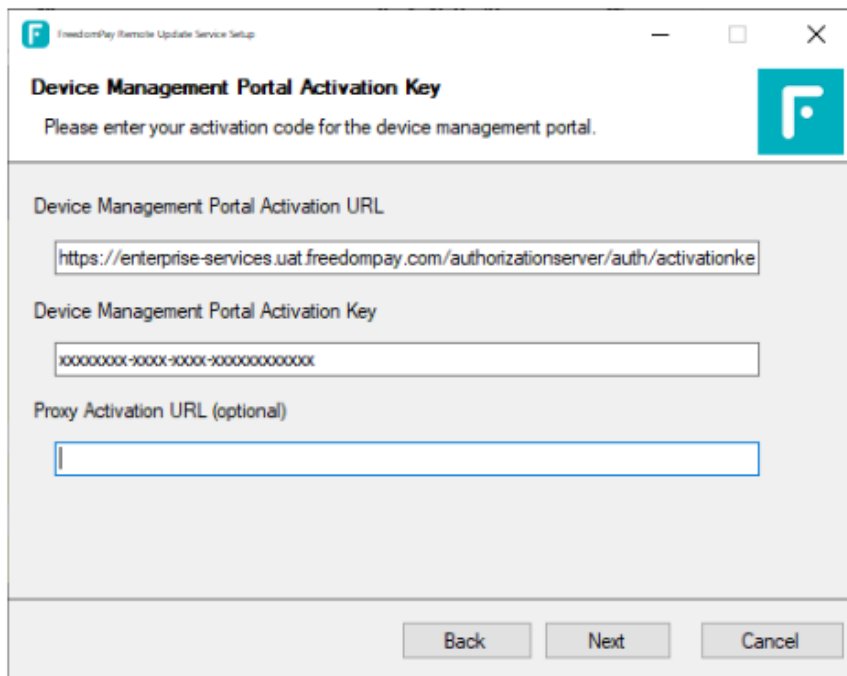 FreedomPay Remote Update Service Setup
Device Management Portal Activation Key
Please enter your activation code for the device management portal.
Device Management Portal Activation URL
https://enterprise-services.uat.freedompay.com/authorizationserver/auth/activationke
Device Management Portal Activation Key
xxxxxxxx-xxxx-xxxx-xxxxxxxxxxxx
Proxy Activation URL (optional)
Back Next Cancel